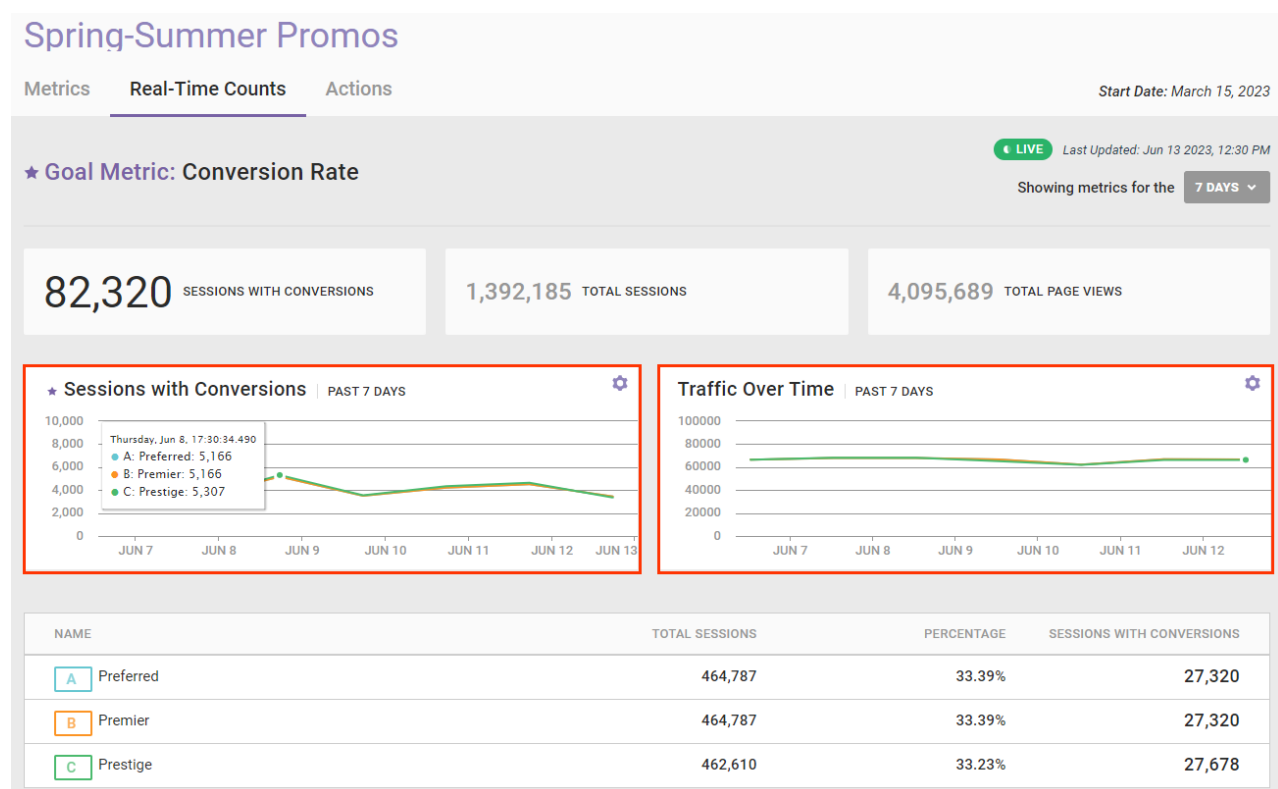 Spring-Summer Promos
Metrics Real-Time Counts Actions
Start Date: March 15, 2023
LIVE Last Updated: Jun 13 2023, 12:30 PM
Goal Metric: Conversion Rate
Showing metrics for the 7 DAYS
82,320 SESSIONS WITH CONVERSIONS
1,392,185 TOTAL SESSIONS
4,095,689 TOTAL PAGE VIEWS
Sessions with Conversions PAST 7 DAYS
10,000
8,000
6,000
4,000
2,000
0
Thursday, Jun 8, 17:30:34.490
A: Preferred: 5,166
B: Premier: 5,166
C: Prestige: 5,307
JUN 7 JUN 8 JUN 9 JUN 10 JUN 11 JUN 12 JUN 13
Traffic Over Time PAST 7 DAYS
100000
80000
60000
40000
20000
0
JUN 7 JUN 8 JUN 9 JUN 10 JUN 11 JUN 12
NAME TOTAL SESSIONS PERCENTAGE SESSIONS WITH CONVERSIONS
A Preferred 464,787 33.39% 27,320
B Premier 464,787 33.39% 27,320
C Prestige 462,610 33.23% 27,678